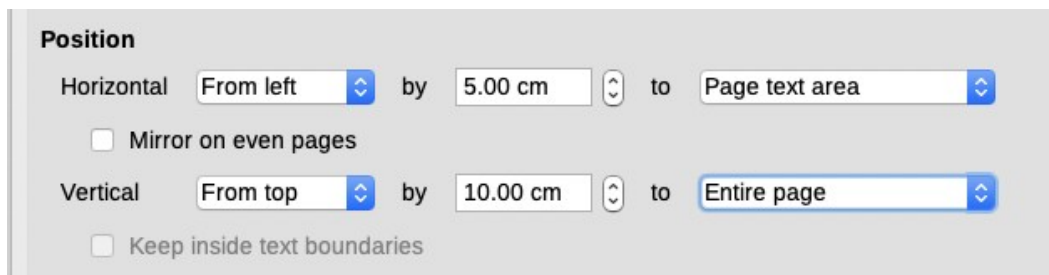 Position
Horizontal From left by 5.00 cm to Page text area
Mirror on even pages
Vertical From top by 10.00 cm to Entire page
Keep inside text boundaries